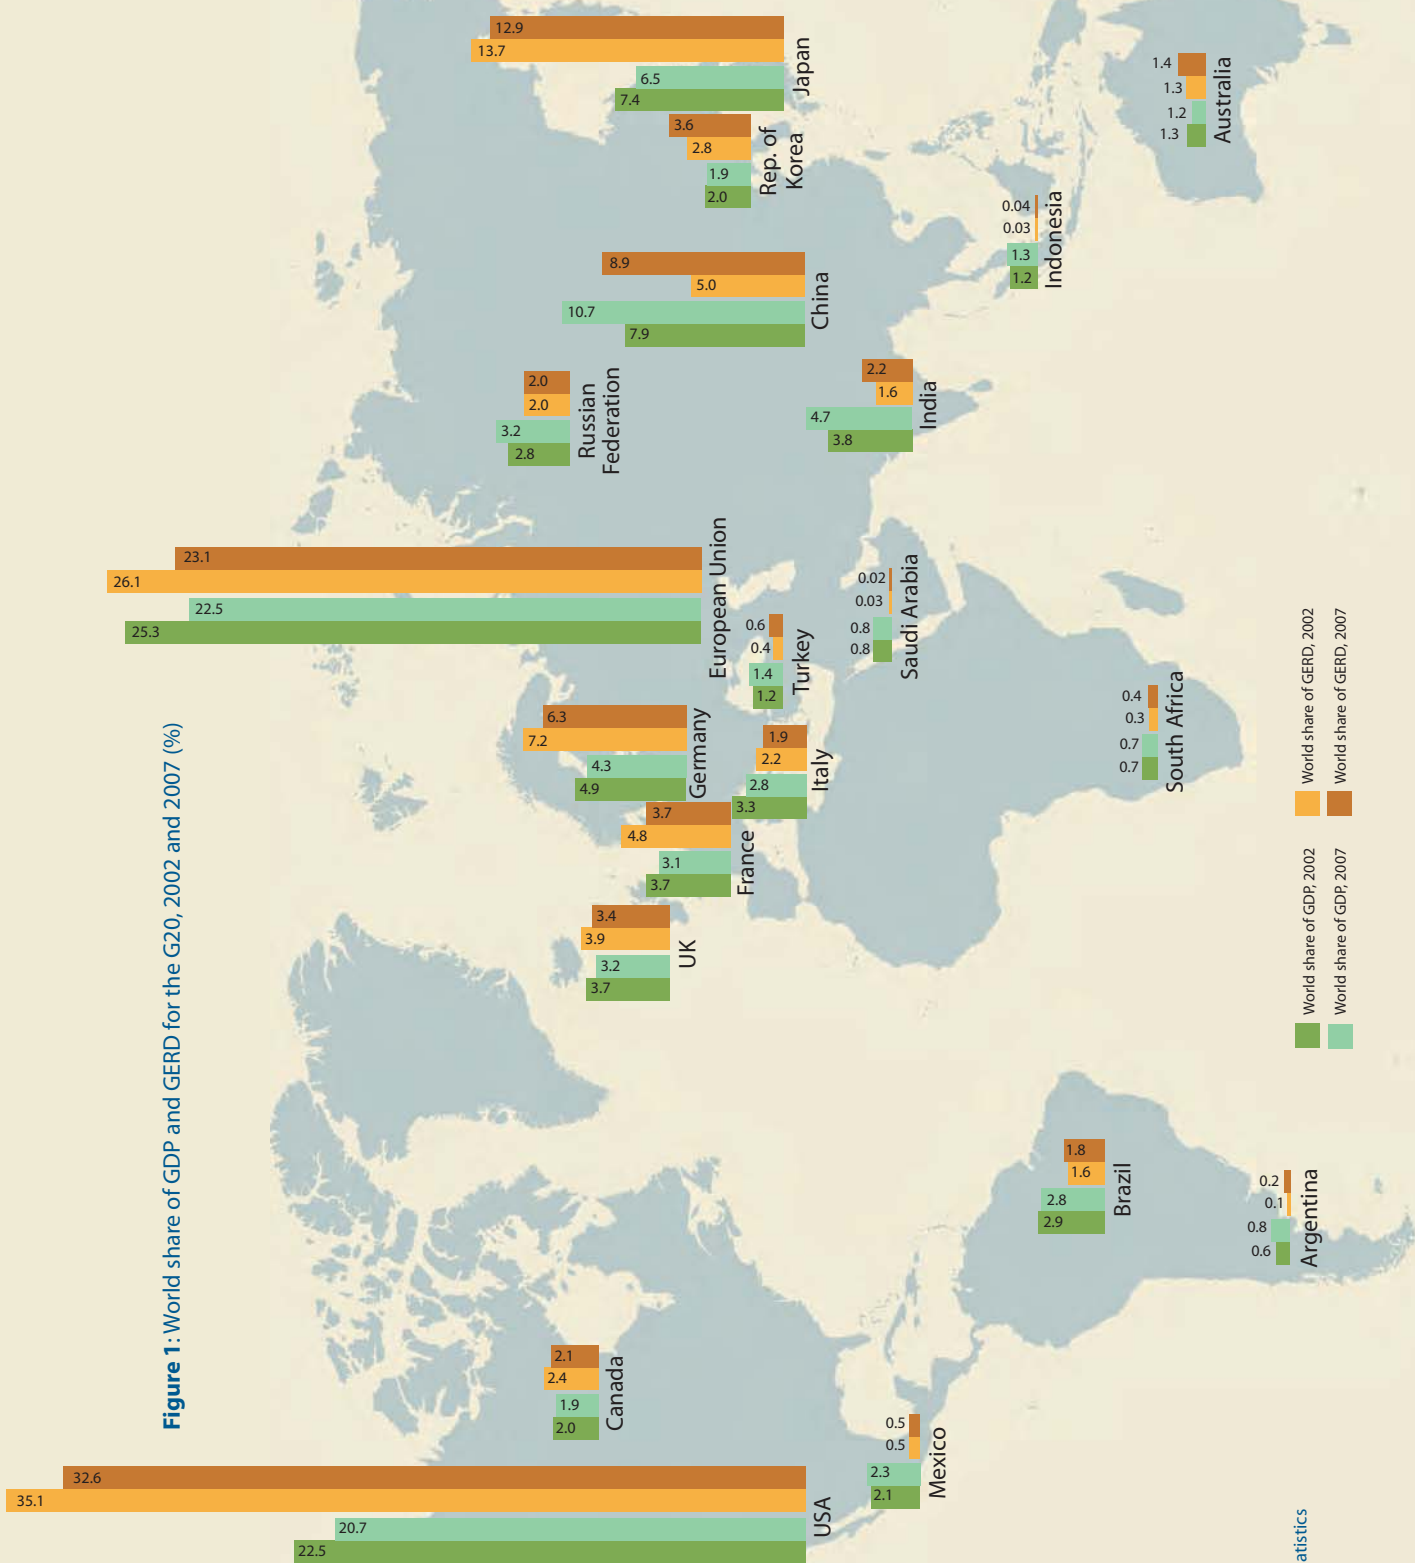 Figure 1: World share of GDP and GERD for the G20, 2002 and 2007 (%)
22.5
20.7
35.1
32.6
USA
2.0
1.9
2.4
2.1
Canada
2.1
2.3
0.5
0.5
Mexico
2.9
2.8
1.6
1.8
Brazil
0.6
0.8
0.1
0.2
Argentina
3.7
3.2
3.9
3.4
UK
3.7
3.1
4.8
3.7
France
4.9
4.3
7.2
6.3
Germany
3.3
2.8
2.2
1.9
Italy
25.3
22.5
26.1
23.1
European Union
1.2
1.4
0.4
0.6
Turkey
0.8
0.8
0.03
0.02
Saudi Arabia
0.7
0.7
0.3
0.4
South Africa
2.8
3.2
2.0
2.0
Russian
Federation
3.8
4.7
1.6
2.2
India
7.9
10.7
5.0
8.9
China
2.0
1.9
2.8
3.6
Rep. of
Korea
7.4
6.5
13.7
12.9
Japan
1.2
1.3
0.03
0.04
Indonesia
1.3
1.2
1.3
1.4
Australia
World share of GDP, 2002
World share of GDP, 2007
World share of GERD, 2002
World share of GERD, 2007
atistics